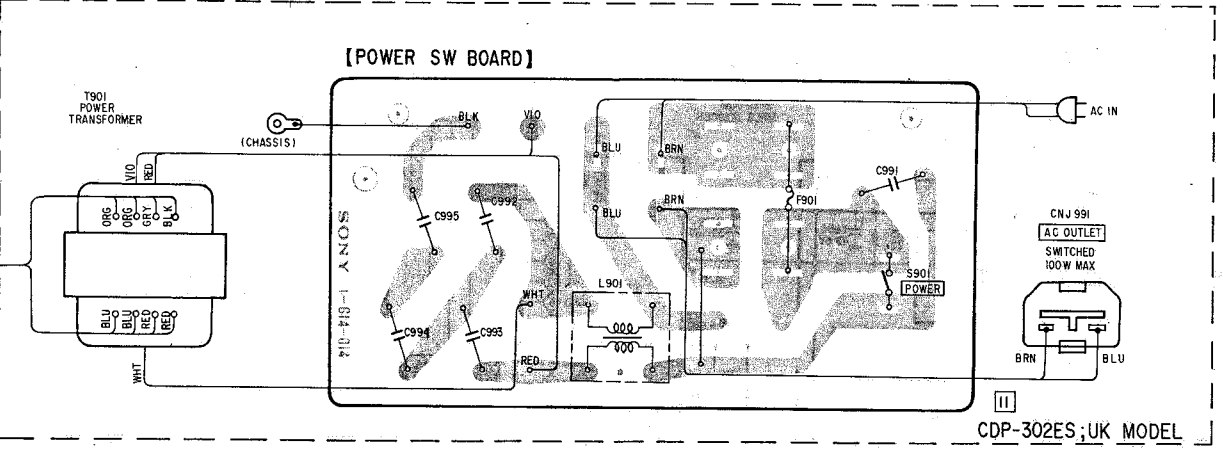 [POWER SW BOARD]
T901
POWER
TRANSFORMER
(CHASSIS)
BLK
VIO
BLU
BRN
AC IN
VIO
RED
ORG
ORG
GRY
BLK
C995
C992
BLU
BRN
F901
C991
S901
POWER
CNJ 991
AC OUTLET
SWITCHED
100W MAX
SONY 1-614-014
BLU
BLU
RED
RED
WHT
C994
C993
WHT
RED
L901
BRN
BLU
11
CDP-302ES;UK MODEL